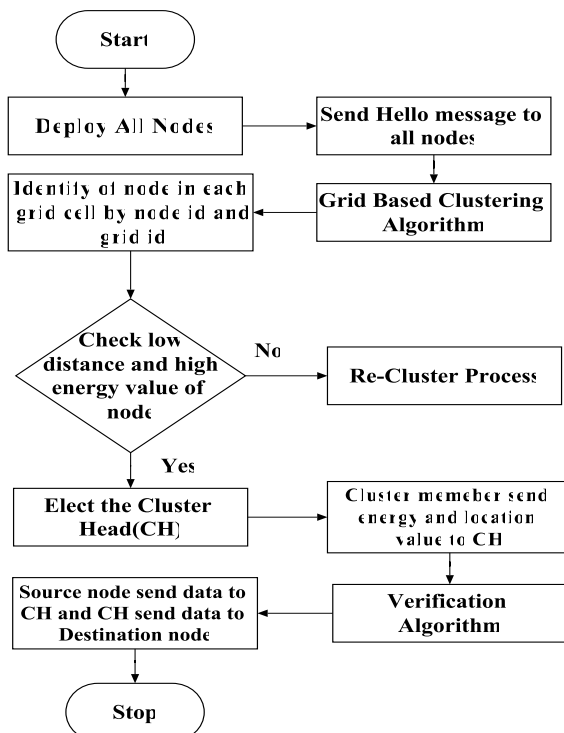 Start
Deploy All Nodes
Send Hello message to
all nodes
Grid Based Clustering
Algorithm
Identity of node in each
grid cell by node id and
grid id
Check low
distance and high
energy value of
node
No
Re-Cluster Process
Yes
Elect the Cluster
Head(CH)
Cluster memeber send
energy and location
value to CH
Verification
Algorithm
Source node send data to
CH and CH send data to
Destination node
Stop